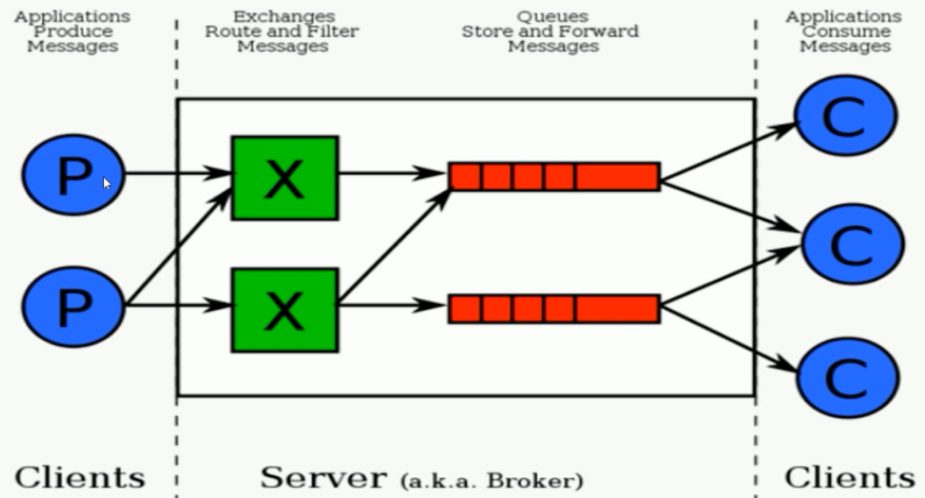 Applications
Produce
Messages
Exchanges
Route and Filter
Messages
Queues
Store and Forward
Messages
Applications
Consume
Messages
P
X
C
P
X
C
C
Clients
Server (a.k.a. Broker)
Clients